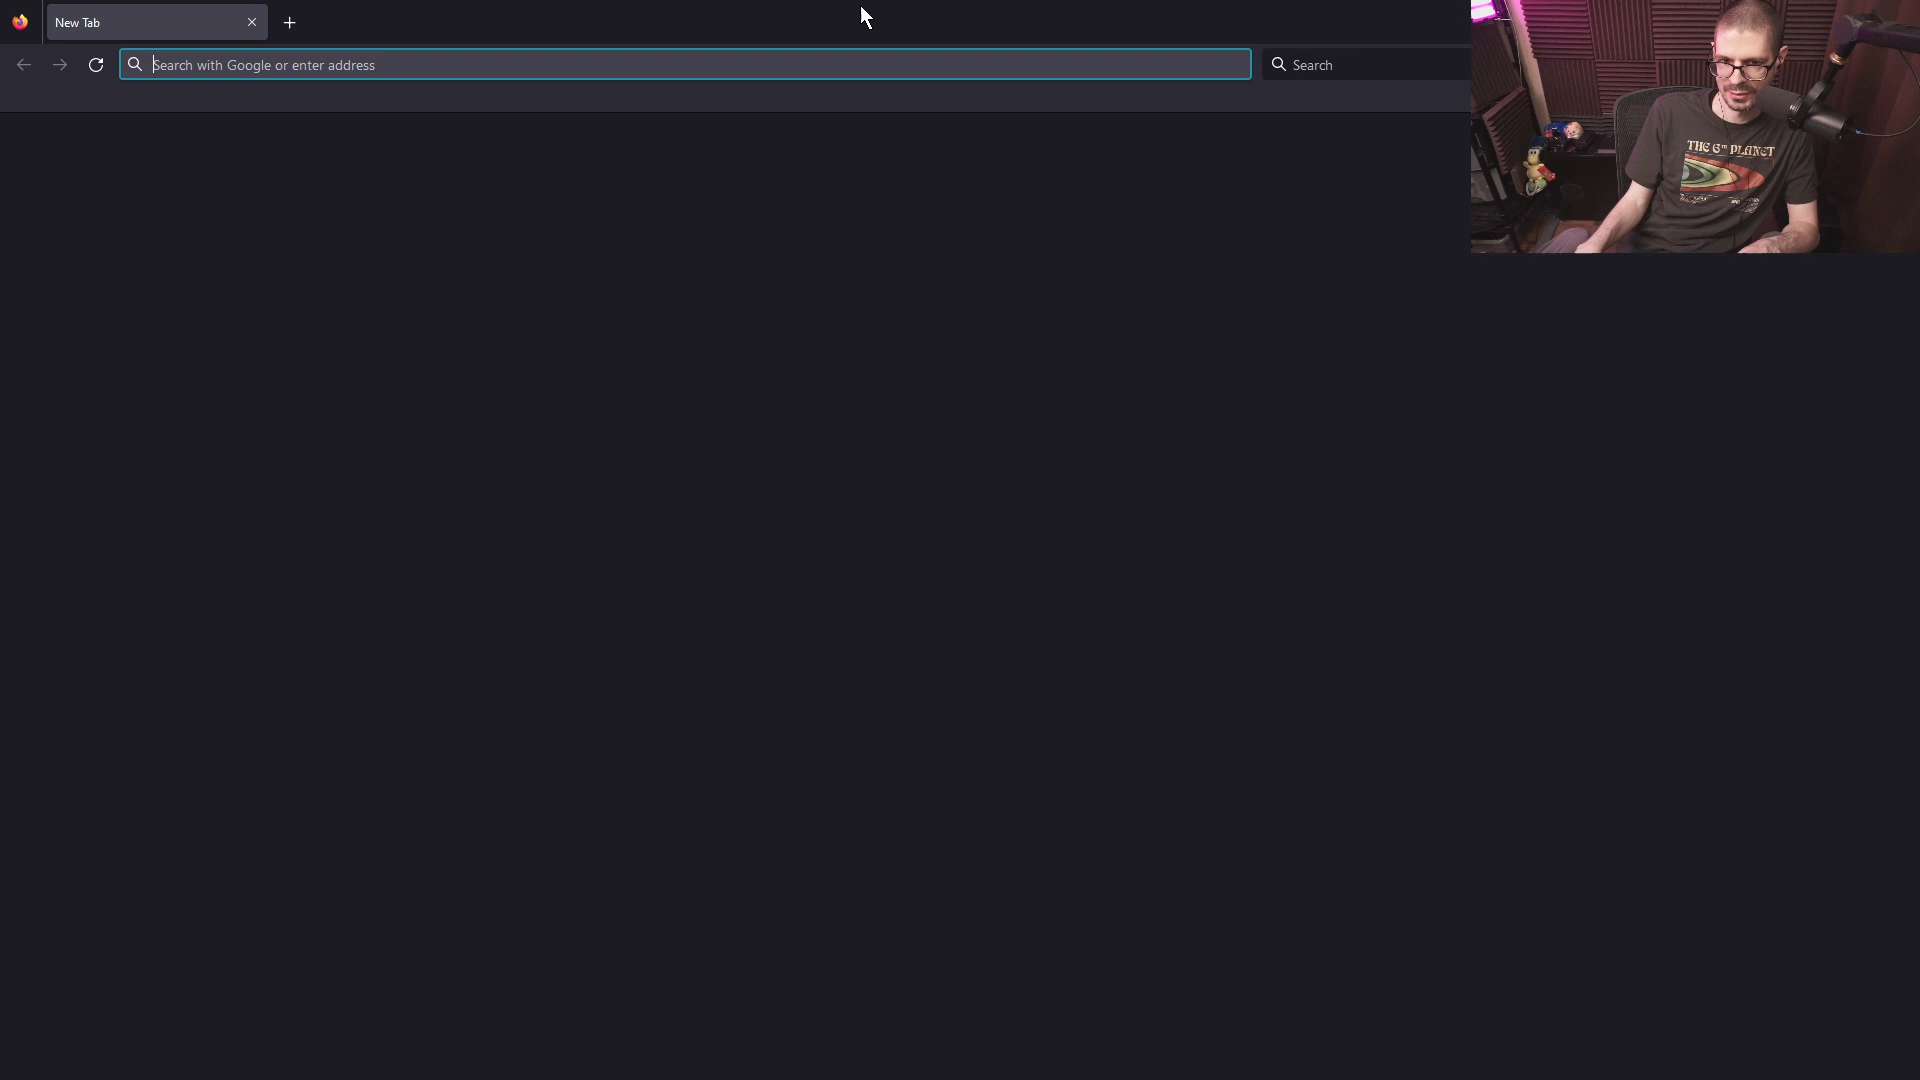 New Tab
Search with Google or enter address
Search
THE 6TH PLANET